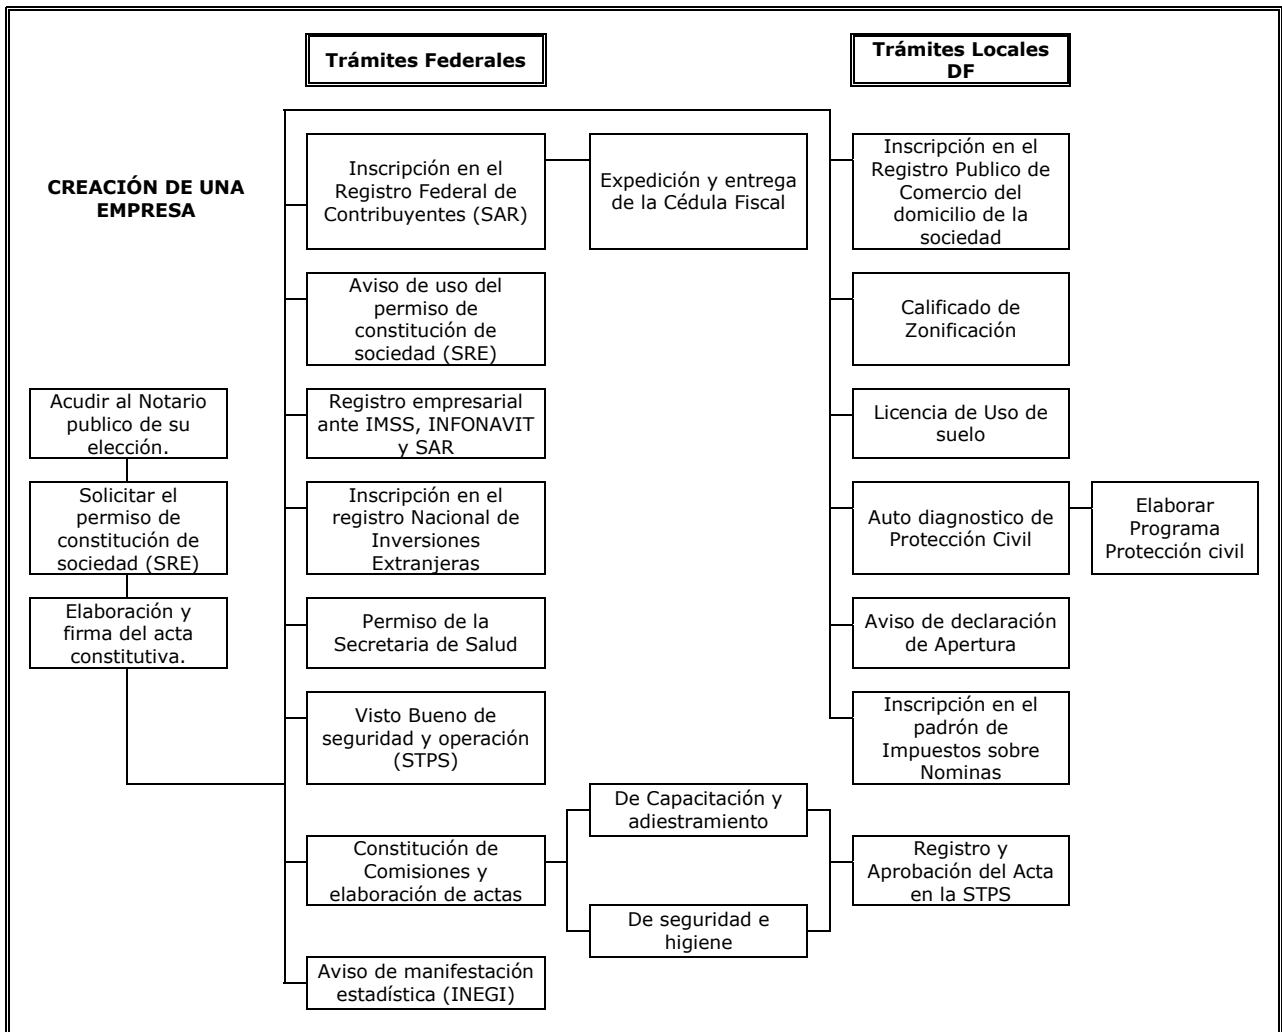 Trámites Federales
Trámites Locales
DF
CREACIÓN DE UNA
EMPRESA
Inscripción en el
Registro Federal de
Contribuyentes (SAR)
Expedición y entrega
de la Cédula Fiscal
Inscripción en el
Registro Publico de
Comercio del
domicilio de la
sociedad
Aviso de uso del
permiso de
constitución de
sociedad (SRE)
Calificado de
Zonificación
Acudir al Notario
publico de su
elección.
Registro empresarial
ante IMSS, INFONAVIT
y SAR
Licencia de Uso de
suelo
Solicitar el
permiso de
constitución de
sociedad (SRE)
Inscripción en el
registro Nacional de
Inversiones
Extranjeras
Auto diagnostico de
Protección Civil
Elaborar
Programa
Protección civil
Elaboración y
firma del acta
constitutiva.
Permiso de la
Secretaria de Salud
Aviso de declaración
de Apertura
Visto Bueno de
seguridad y operación
(STPS)
Inscripción en el
padrón de
Impuestos sobre
Nominas
De Capacitación y
adiestramiento
Constitución de
Comisiones y
elaboración de actas
Registro y
Aprobación del Acta
en la STPS
De seguridad e
higiene
Aviso de manifestación
estadística (INEGI)